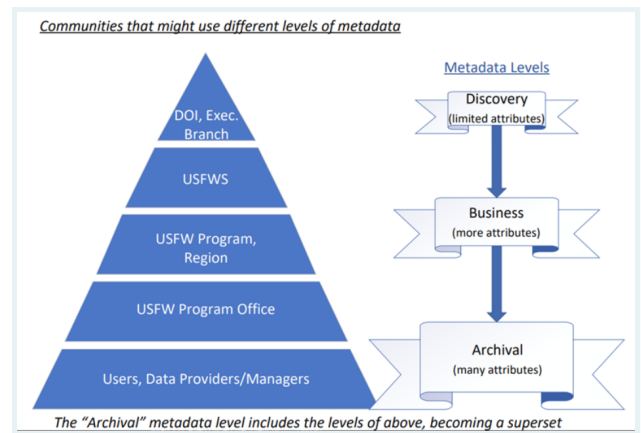 Communities that might use different levels of metadata
DOI, Exec.
Branch
USFWS
USFW Program,
Region
USFW Program Office
Users, Data Providers/Managers
Metadata Levels
Discovery
(limited attributes)
Business
(more attributes)
Archival
(many attributes)
The “Archival” metadata level includes the levels of above, becoming a superset